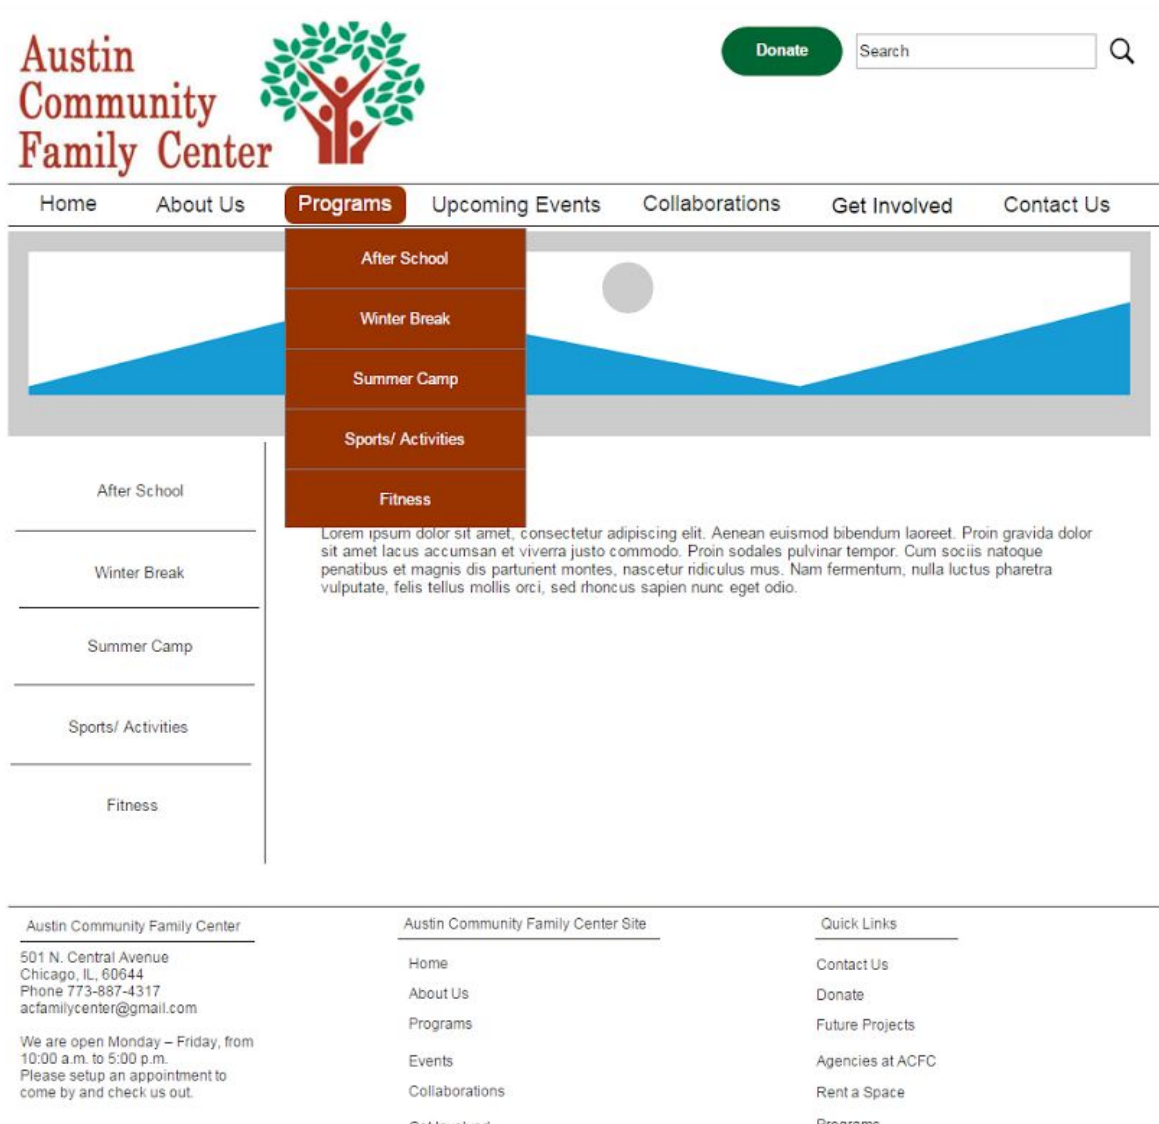 Austin
Community
Family Center
Donate
Search
Home
About Us
Programs
Upcoming Events
Collaborations
Get Involved
Contact Us
After School
Winter Break
Summer Camp
Sports/ Activities
Fitness
After School
Winter Break
Summer Camp
Sports/ Activities
Fitness
Lorem ipsum dolor sit amet, consectetur adipiscing elit. Aenean euismod bibendum laoreet. Proin gravida dolor
sit amet lacus accumsan et viverra justo commodo. Proin sodales pulvinar tempor. Cum sociis natoque
penatibus et magnis dis parturient montes, nascetur ridiculus mus. Nam fermentum, nulla luctus pharetra
vulputate, felis tellus mollis orci, sed rhoncus sapien nunc eget odio.
Austin Community Family Center
501 N. Central Avenue
Chicago, IL, 60644
Phone 773-887-4317
acfamilycenter@gmail.com
We are open Monday – Friday, from
10:00 a.m. to 5:00 p.m.
Please setup an appointment to
come by and check us out.
Austin Community Family Center Site
Home
About Us
Programs
Events
Collaborations
Get Involved
Quick Links
Contact Us
Donate
Future Projects
Agencies at ACFC
Rent a Space
Programs